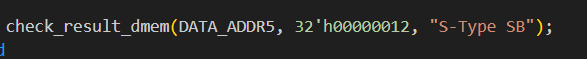 check_result_dmem(DATA_ADDR5, 32'h00000012, "S-Type SB");
d